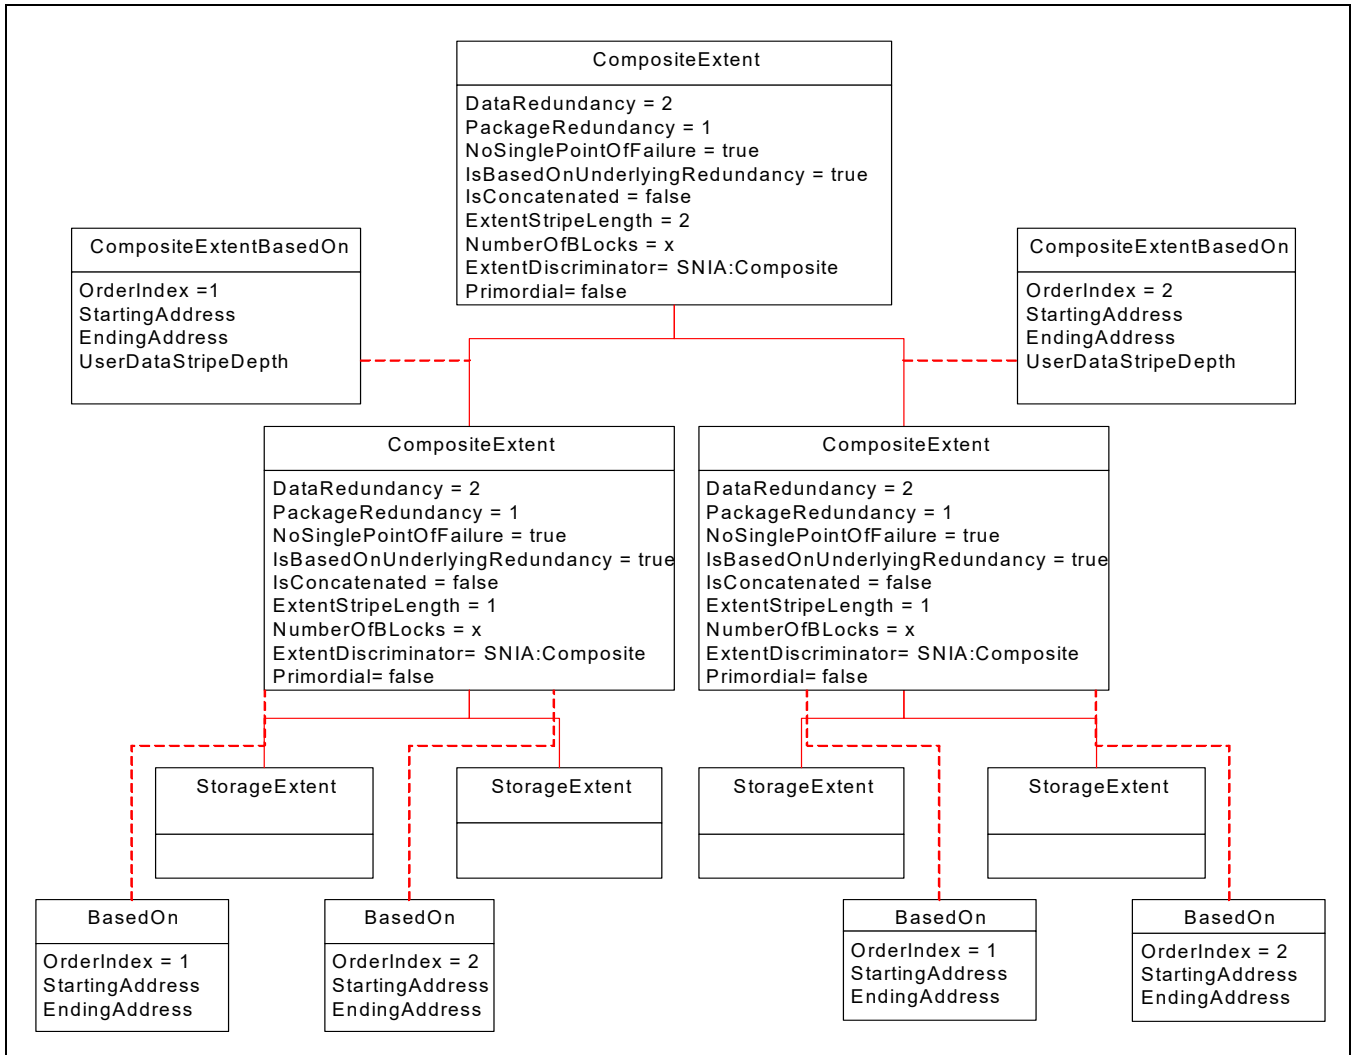 CompositeExtent
DataRedundancy = 2
PackageRedundancy = 1
NoSinglePointOfFailure = true
IsBasedOnUnderlyingRedundancy = true
IsConcatenated = false
ExtentStripeLength = 2
NumberOfBLocks = x
ExtentDiscriminator= SNIA:Composite
Primordial= false
CompositeExtentBasedOn
OrderIndex =1
StartingAddress
EndingAddress
UserDataStripeDepth
CompositeExtentBasedOn
OrderIndex = 2
StartingAddress
EndingAddress
UserDataStripeDepth
CompositeExtent
DataRedundancy = 2
PackageRedundancy = 1
NoSinglePointOfFailure = true
IsBasedOnUnderlyingRedundancy = true
IsConcatenated = false
ExtentStripeLength = 1
NumberOfBLocks = x
ExtentDiscriminator= SNIA:Composite
Primordial= false
CompositeExtent
DataRedundancy = 2
PackageRedundancy = 1
NoSinglePointOfFailure = true
IsBasedOnUnderlyingRedundancy = true
IsConcatenated = false
ExtentStripeLength = 1
NumberOfBLocks = x
ExtentDiscriminator= SNIA:Composite
Primordial= false
StorageExtent
StorageExtent
StorageExtent
StorageExtent
BasedOn
OrderIndex = 1
StartingAddress
EndingAddress
BasedOn
OrderIndex = 2
StartingAddress
EndingAddress
BasedOn
OrderIndex = 1
StartingAddress
EndingAddress
BasedOn
OrderIndex = 2
StartingAddress
EndingAddress